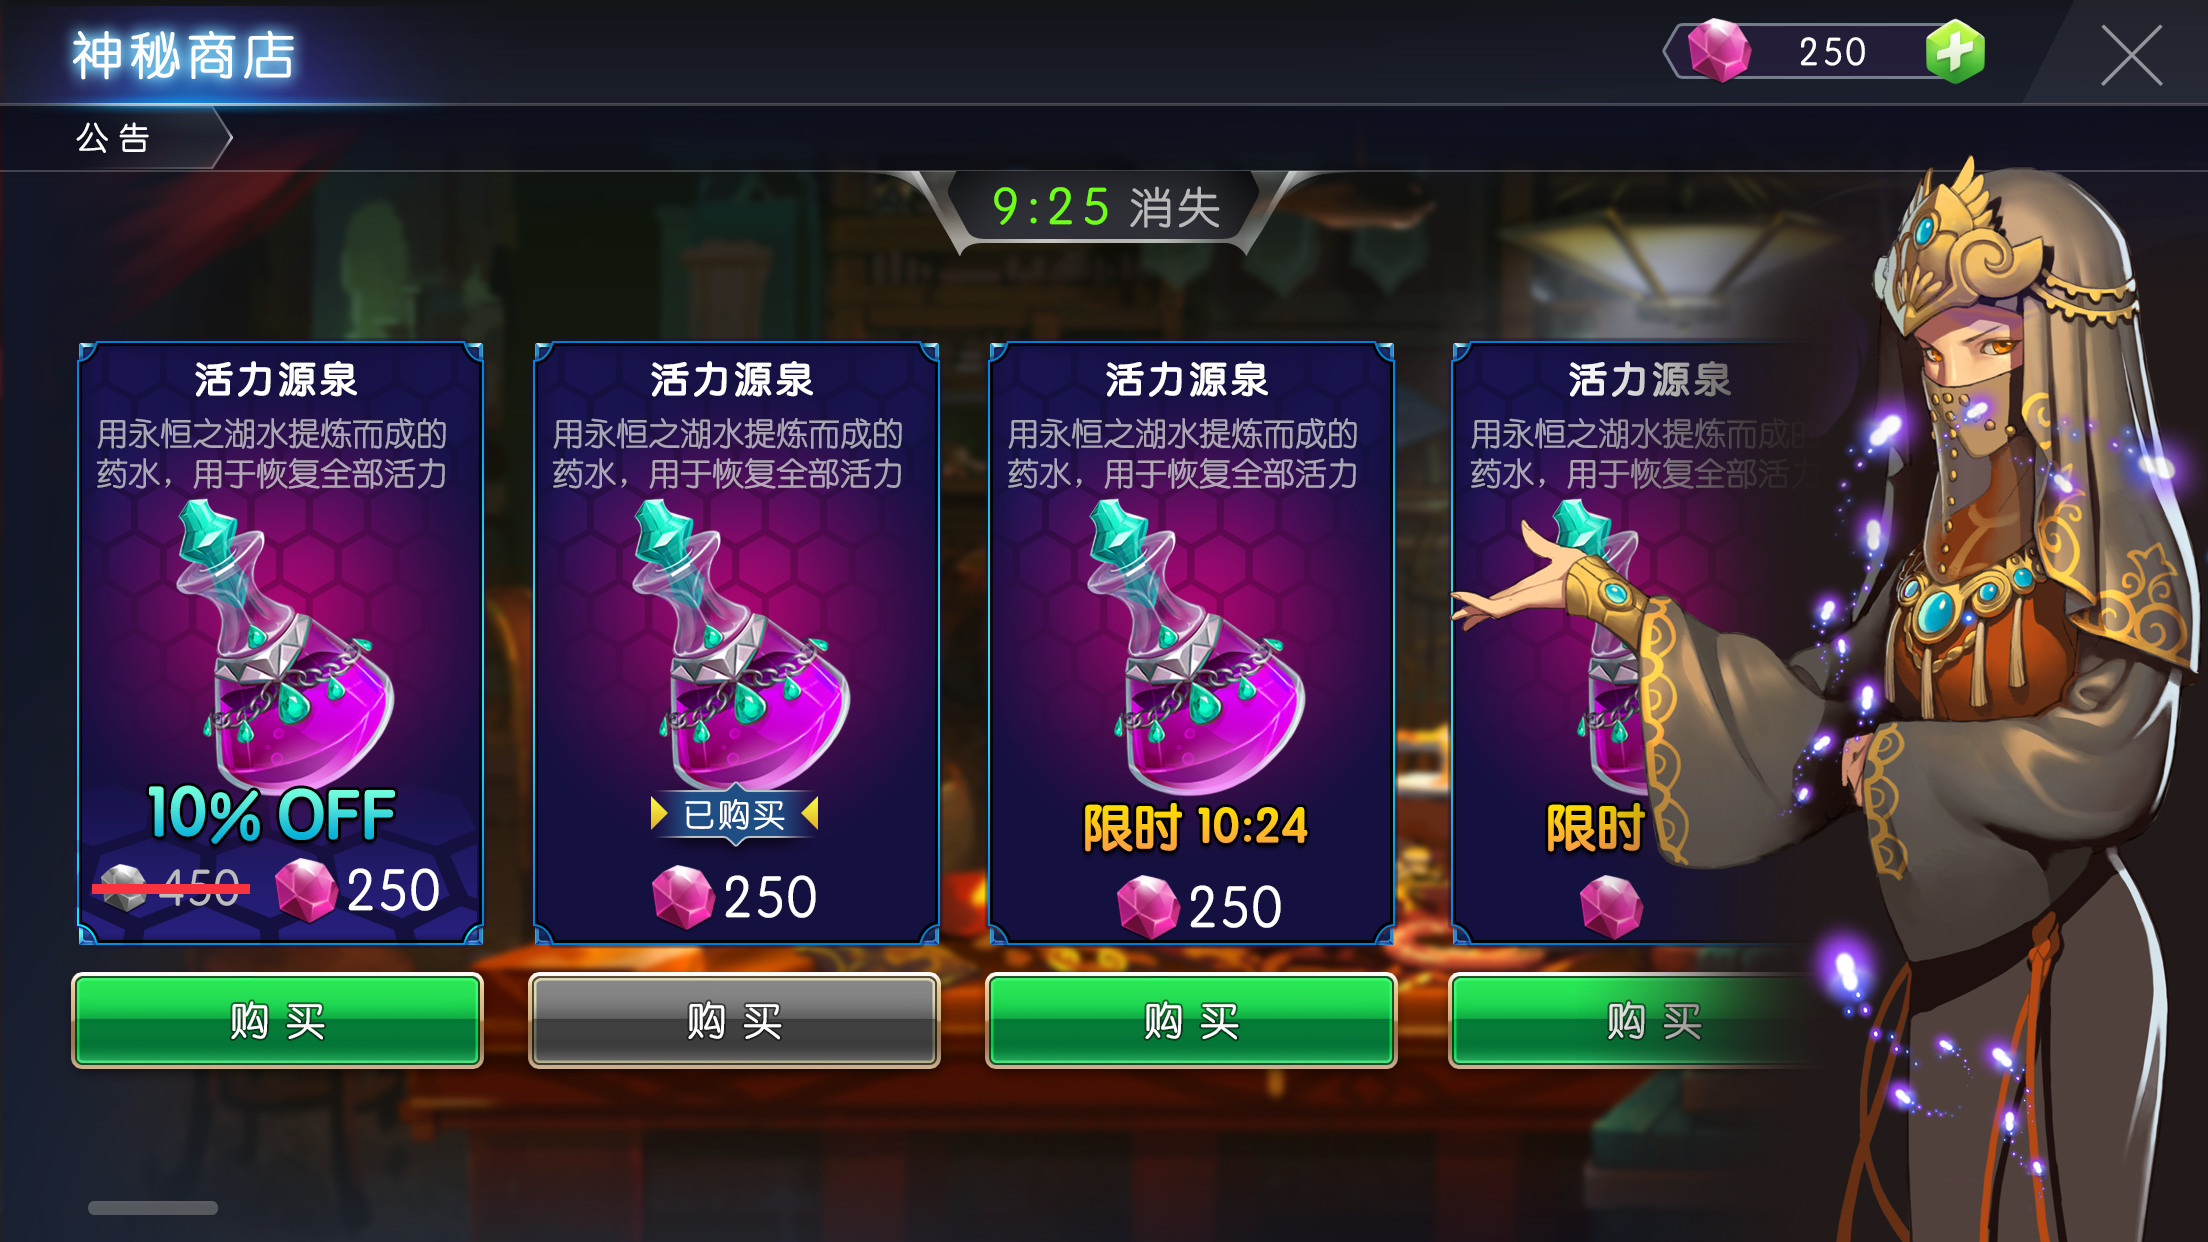 神秘商店
250
公告
9:25 消失
活力源泉
用永恒之湖水提炼而成的
药水，用于恢复全部活力
10% OFF
450 250
购买
活力源泉
用永恒之湖水提炼而成的
药水，用于恢复全部活力
已购买
250
购买
活力源泉
用永恒之湖水提炼而成的
药水，用于恢复全部活力
限时 10:24
250
购买
活力源泉
用永恒之湖水提炼而成的
药水，用于恢复全部活力
限时
购买